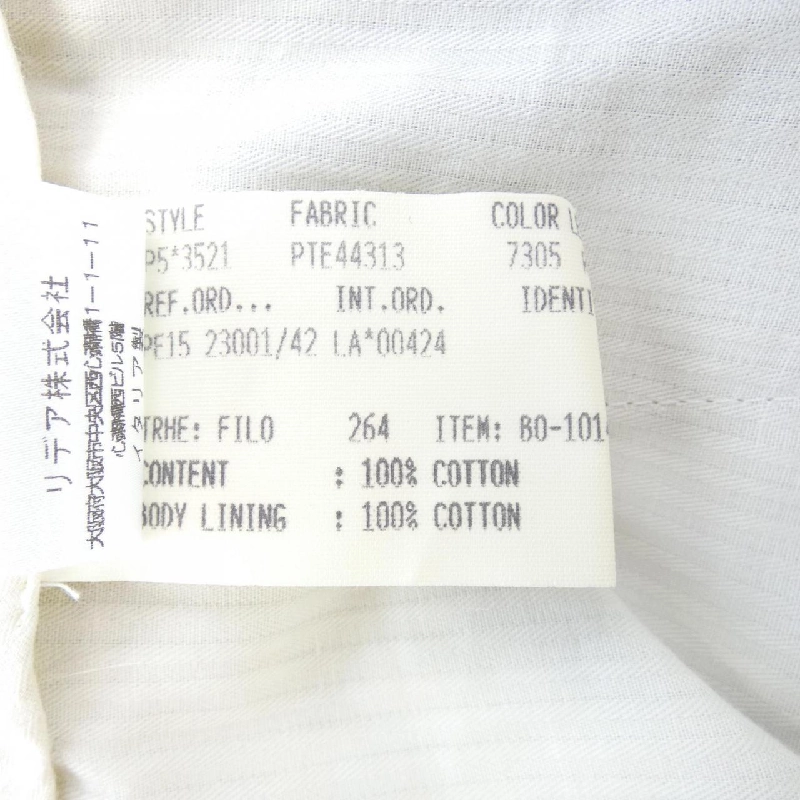 STYLE FABRIC COLOR
P5*3521 PTE44313 7305
REF.ORD... INT.ORD. IDENTI
PE15 23001/42 LA*00424
TRHE: FILO 264 ITEM: BO-1014
CONTENT : 100% COTTON
BODY LINING : 100% COTTON
リデア株式会社
大阪府大阪市中央区西心斎橋1-1-11
心斎橋西ビル5階
イタリア製